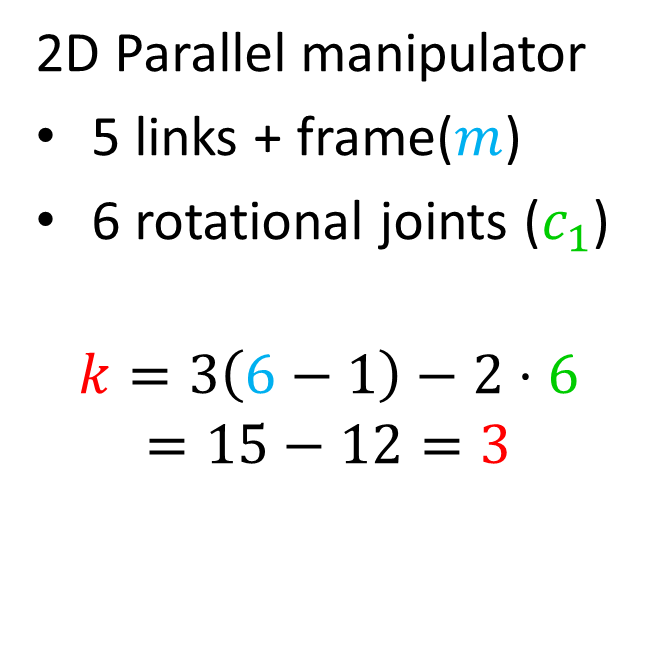 2D Parallel manipulator
• 5 links + frame(m)
• 6 rotational joints (c₁)
k = 3(6 − 1) − 2 · 6
= 15 − 12 = 3